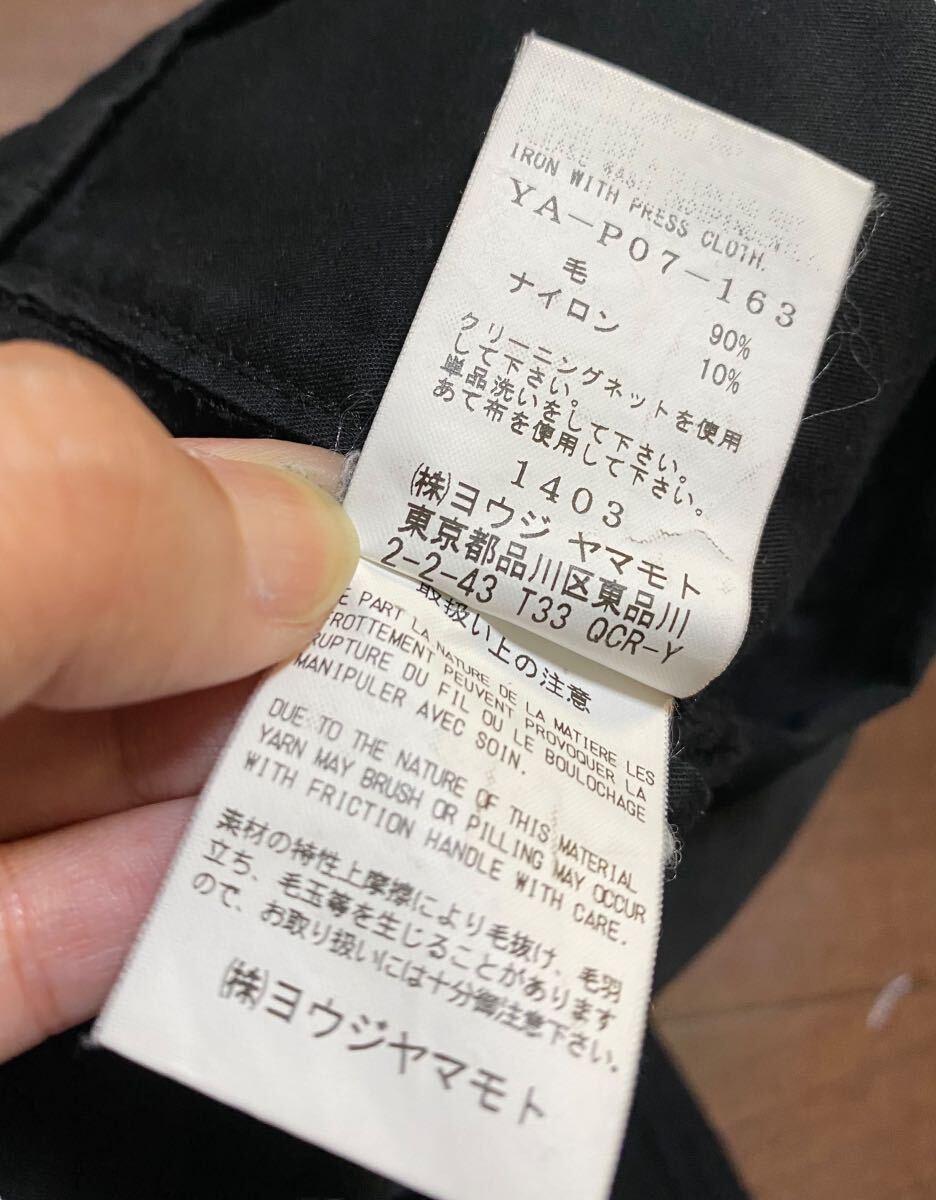 IRON WITH PRESS CLOTH.
YA-P07-163
毛 90%
ナイロン 10%
クリーニングネットを使用
して下さい。
単品洗いをして下さい。
あて布を使用して下さい。
1403
(株)ヨウジ ヤマモト
東京都品川区東品川
2-2-43 T33 QCR-Y
取扱い上の注意
PART LA NATURE DE LA MATIERE LES
FROTTEMENT PEUVENT PROVOQUER LA
RUPTURE DU FIL OU LE BOULOCHAGE
MANIPULER AVEC SOIN.
DUE TO THE NATURE OF THIS MATERIAL
YARN MAY BRUSH OR PILLING MAY OCCUR
WITH FRICTION HANDLE WITH CARE.
素材の特性上摩擦により毛抜け、毛羽
立ち、毛玉等を生じることがあります
ので、お取り扱いには十分御注意下さい。
(株)ヨウジヤマモト